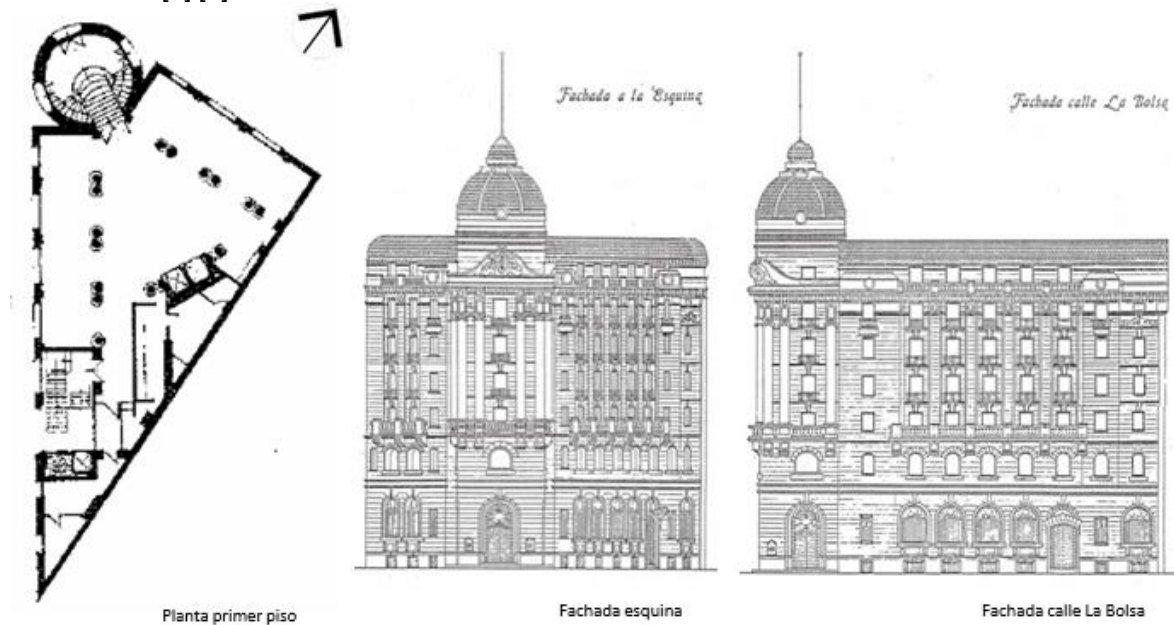 Fachada a la Esquina
Fachada calle La Bolsa
Planta primer piso
Fachada esquina
Fachada calle La Bolsa